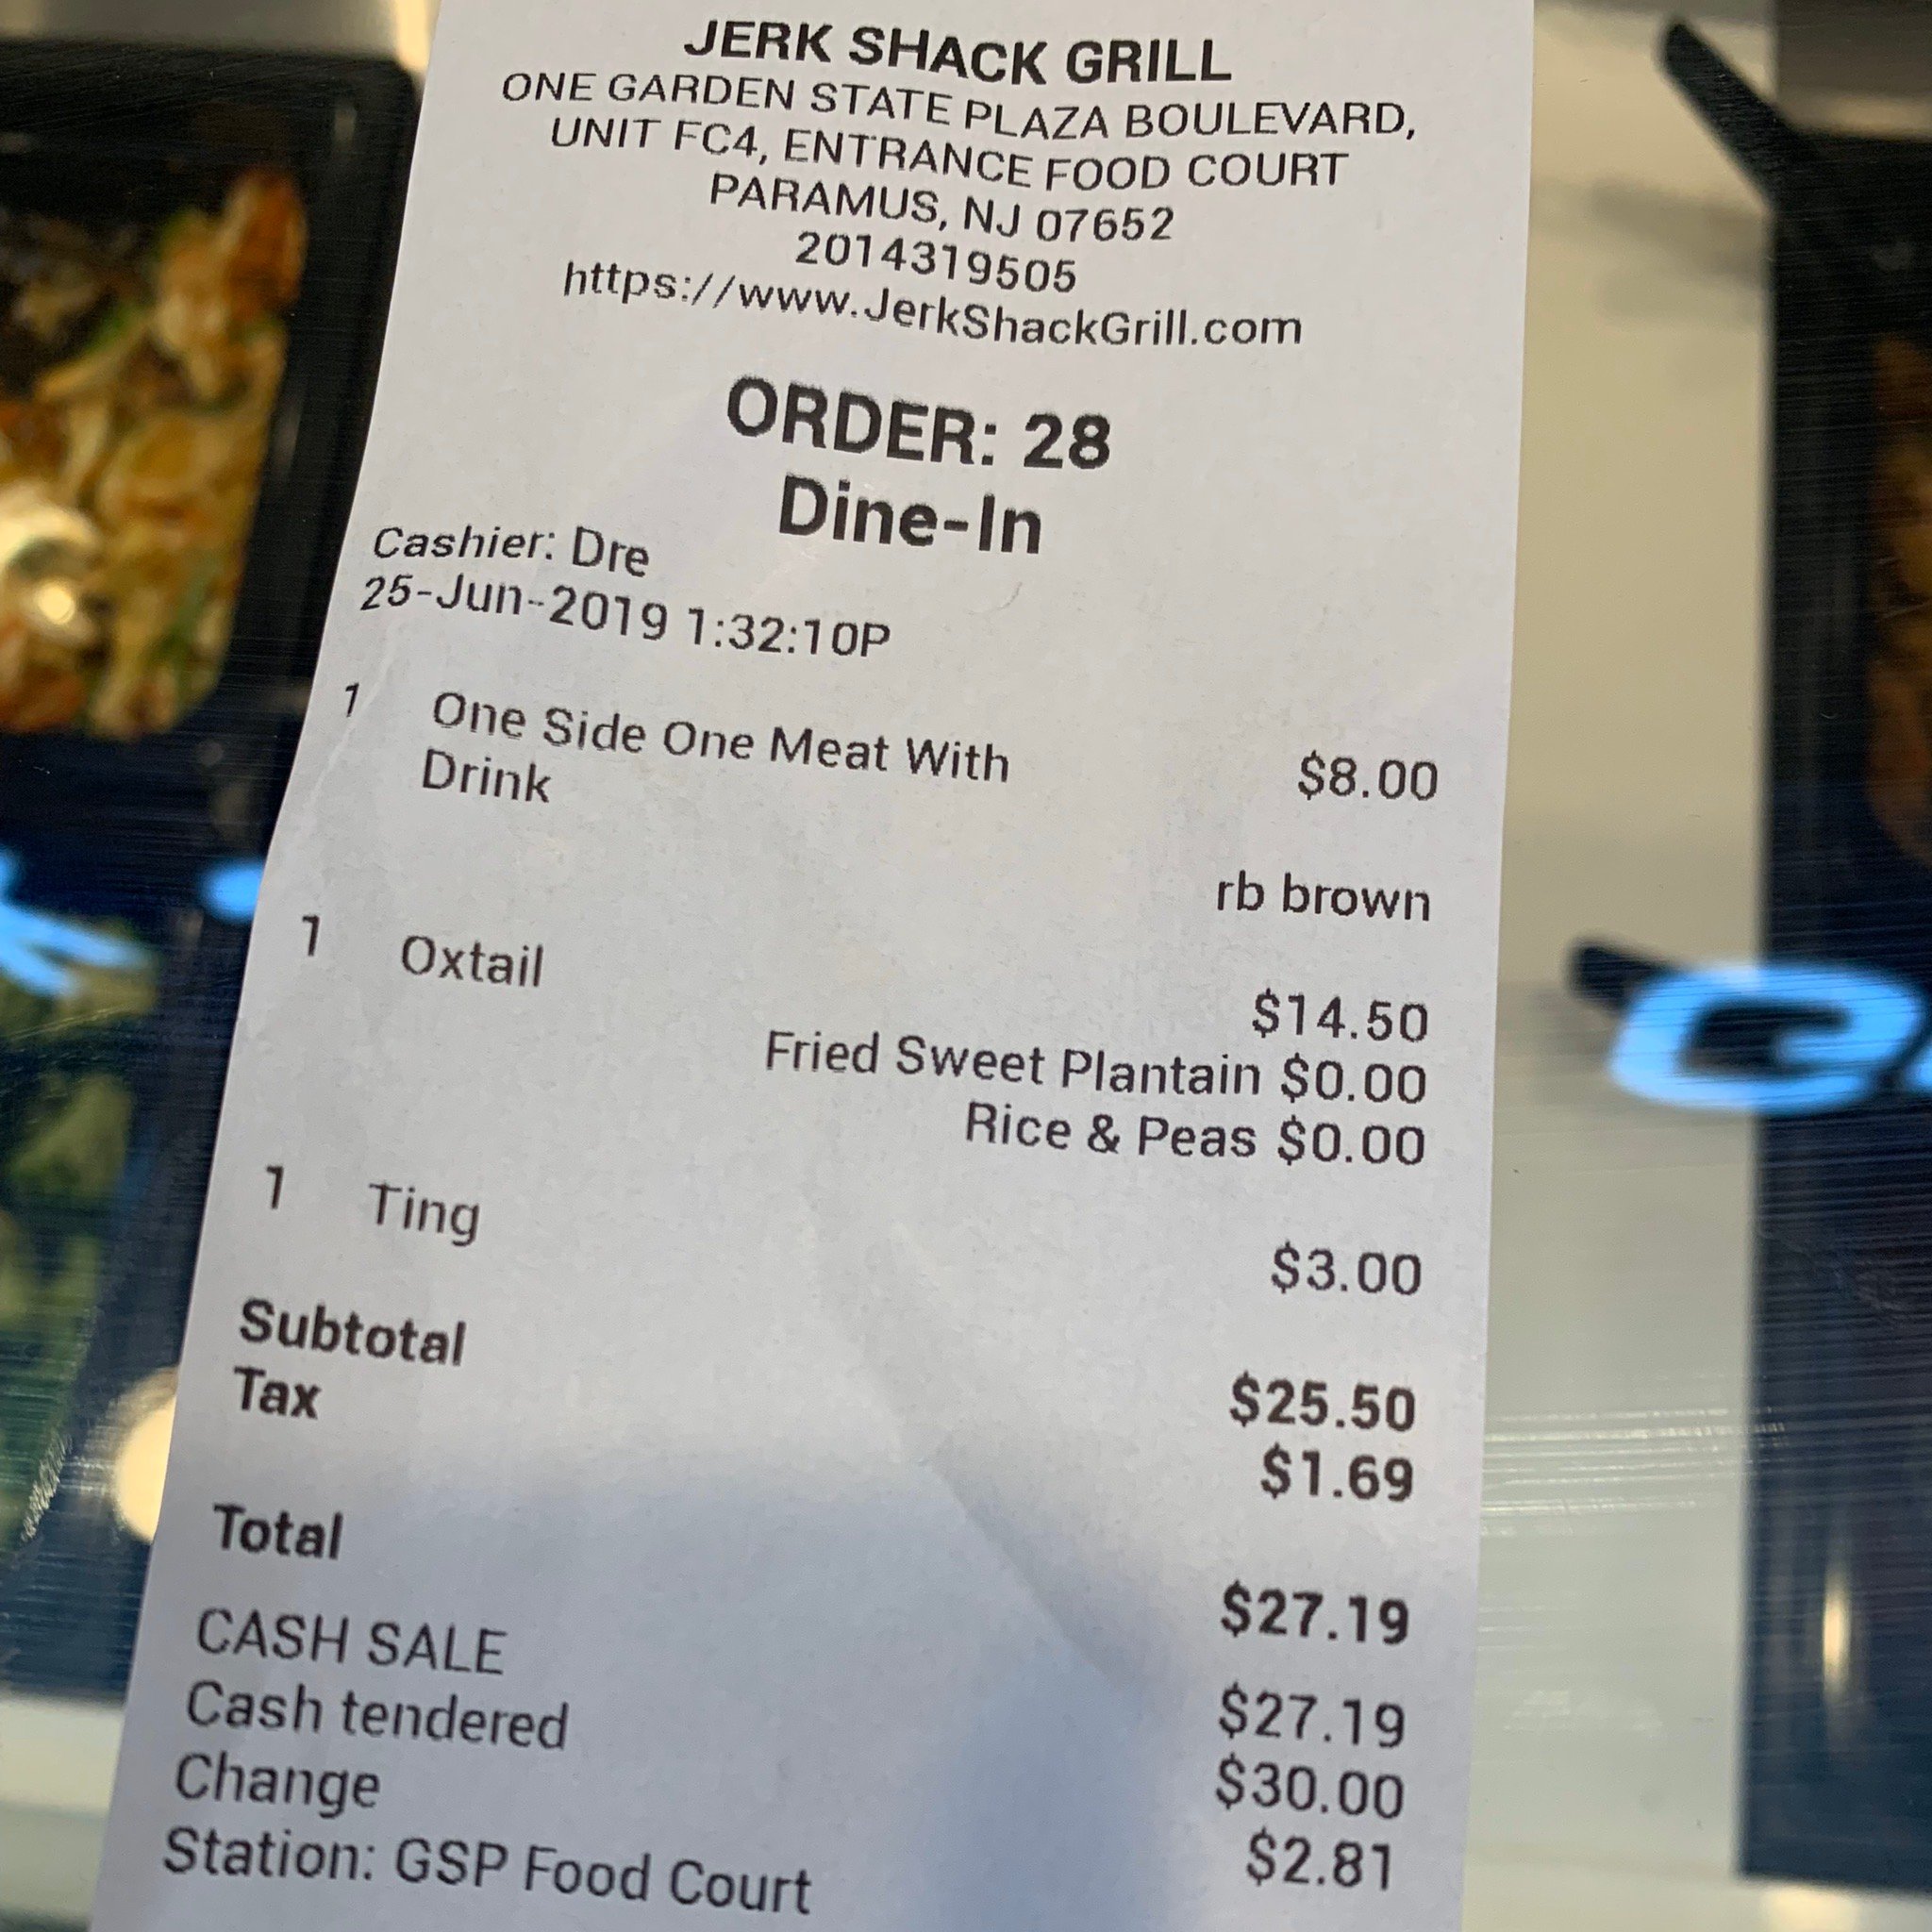 JERK SHACK GRILL
ONE GARDEN STATE PLAZA BOULEVARD,
UNIT FC4, ENTRANCE FOOD COURT
PARAMUS, NJ 07652
2014319505
https://www.JerkShackGrill.com
ORDER: 28
Dine-In
Cashier: Dre
25-Jun-2019 1:32:10P
1 One Side One Meat With $8.00
Drink
rb brown
1 Oxtail $14.50
Fried Sweet Plantain $0.00
Rice & Peas $0.00
1 Ting $3.00
Subtotal $25.50
Tax $1.69
Total $27.19
CASH SALE $27.19
Cash tendered $30.00
Change $2.81
Station: GSP Food Court